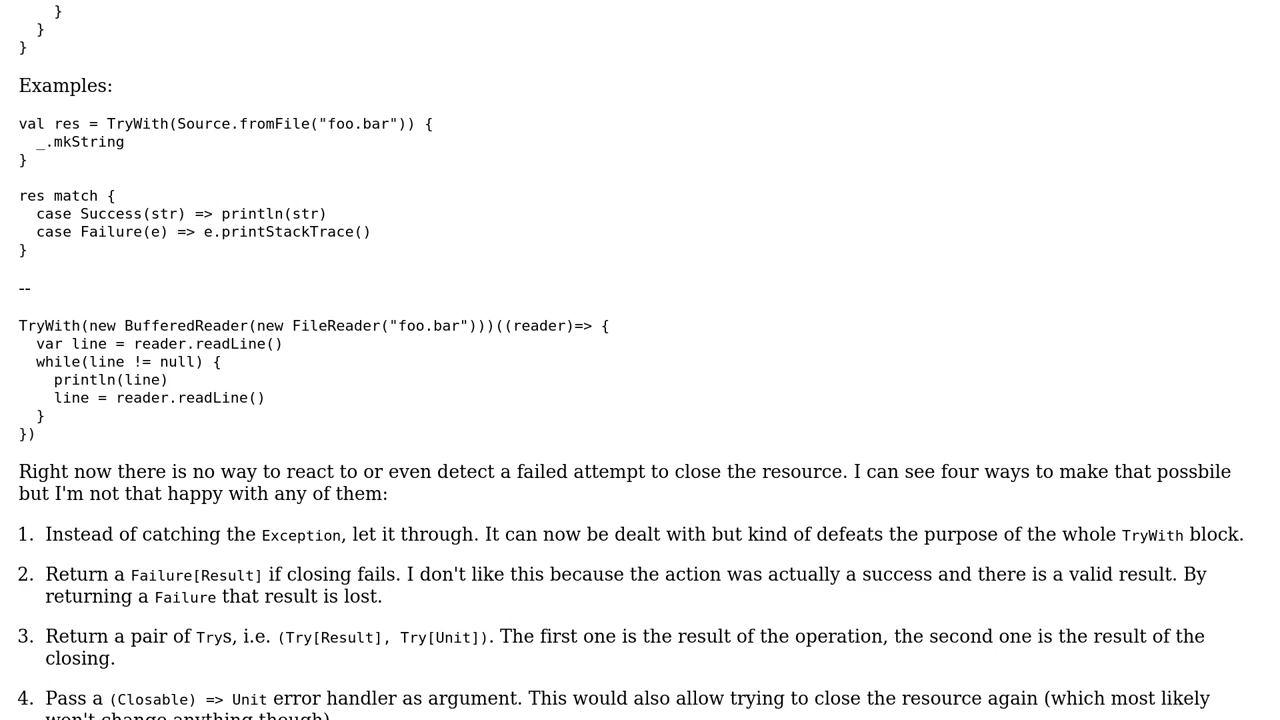 }
  }
}
Examples:
val res = TryWith(Source.fromFile("foo.bar")) {
  _.mkString
}
res match {
  case Success(str) => println(str)
  case Failure(e) => e.printStackTrace()
}
--
TryWith(new BufferedReader(new FileReader("foo.bar")))((reader)=> {
  var line = reader.readLine()
  while(line != null) {
    println(line)
    line = reader.readLine()
  }
})
Right now there is no way to react to or even detect a failed attempt to close the resource. I can see four ways to make that possbile
but I'm not that happy with any of them:
1. Instead of catching the Exception, let it through. It can now be dealt with but kind of defeats the purpose of the whole TryWith block.
2. Return a Failure[Result] if closing fails. I don't like this because the action was actually a success and there is a valid result. By
returning a Failure that result is lost.
3. Return a pair of Trys, i.e. (Try[Result], Try[Unit]). The first one is the result of the operation, the second one is the result of the
closing.
4. Pass a (Closable) => Unit error handler as argument. This would also allow trying to close the resource again (which most likely
won't change anything though)